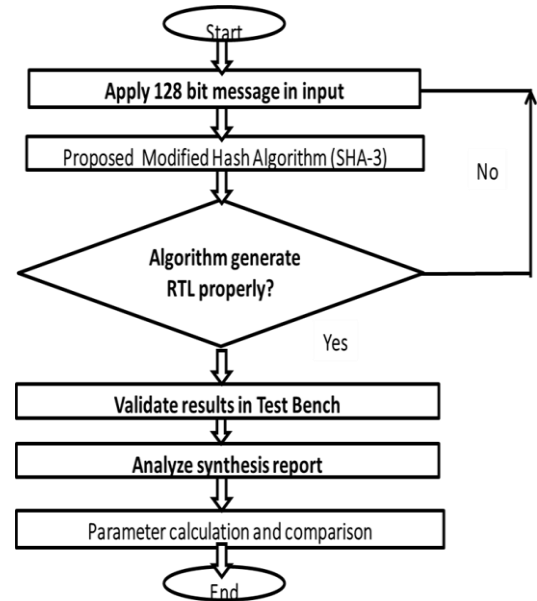 Start
Apply 128 bit message in input
Proposed Modified Hash Algorithm (SHA-3)
No
Algorithm generate
RTL properly?
Yes
Validate results in Test Bench
Analyze synthesis report
Parameter calculation and comparison
End